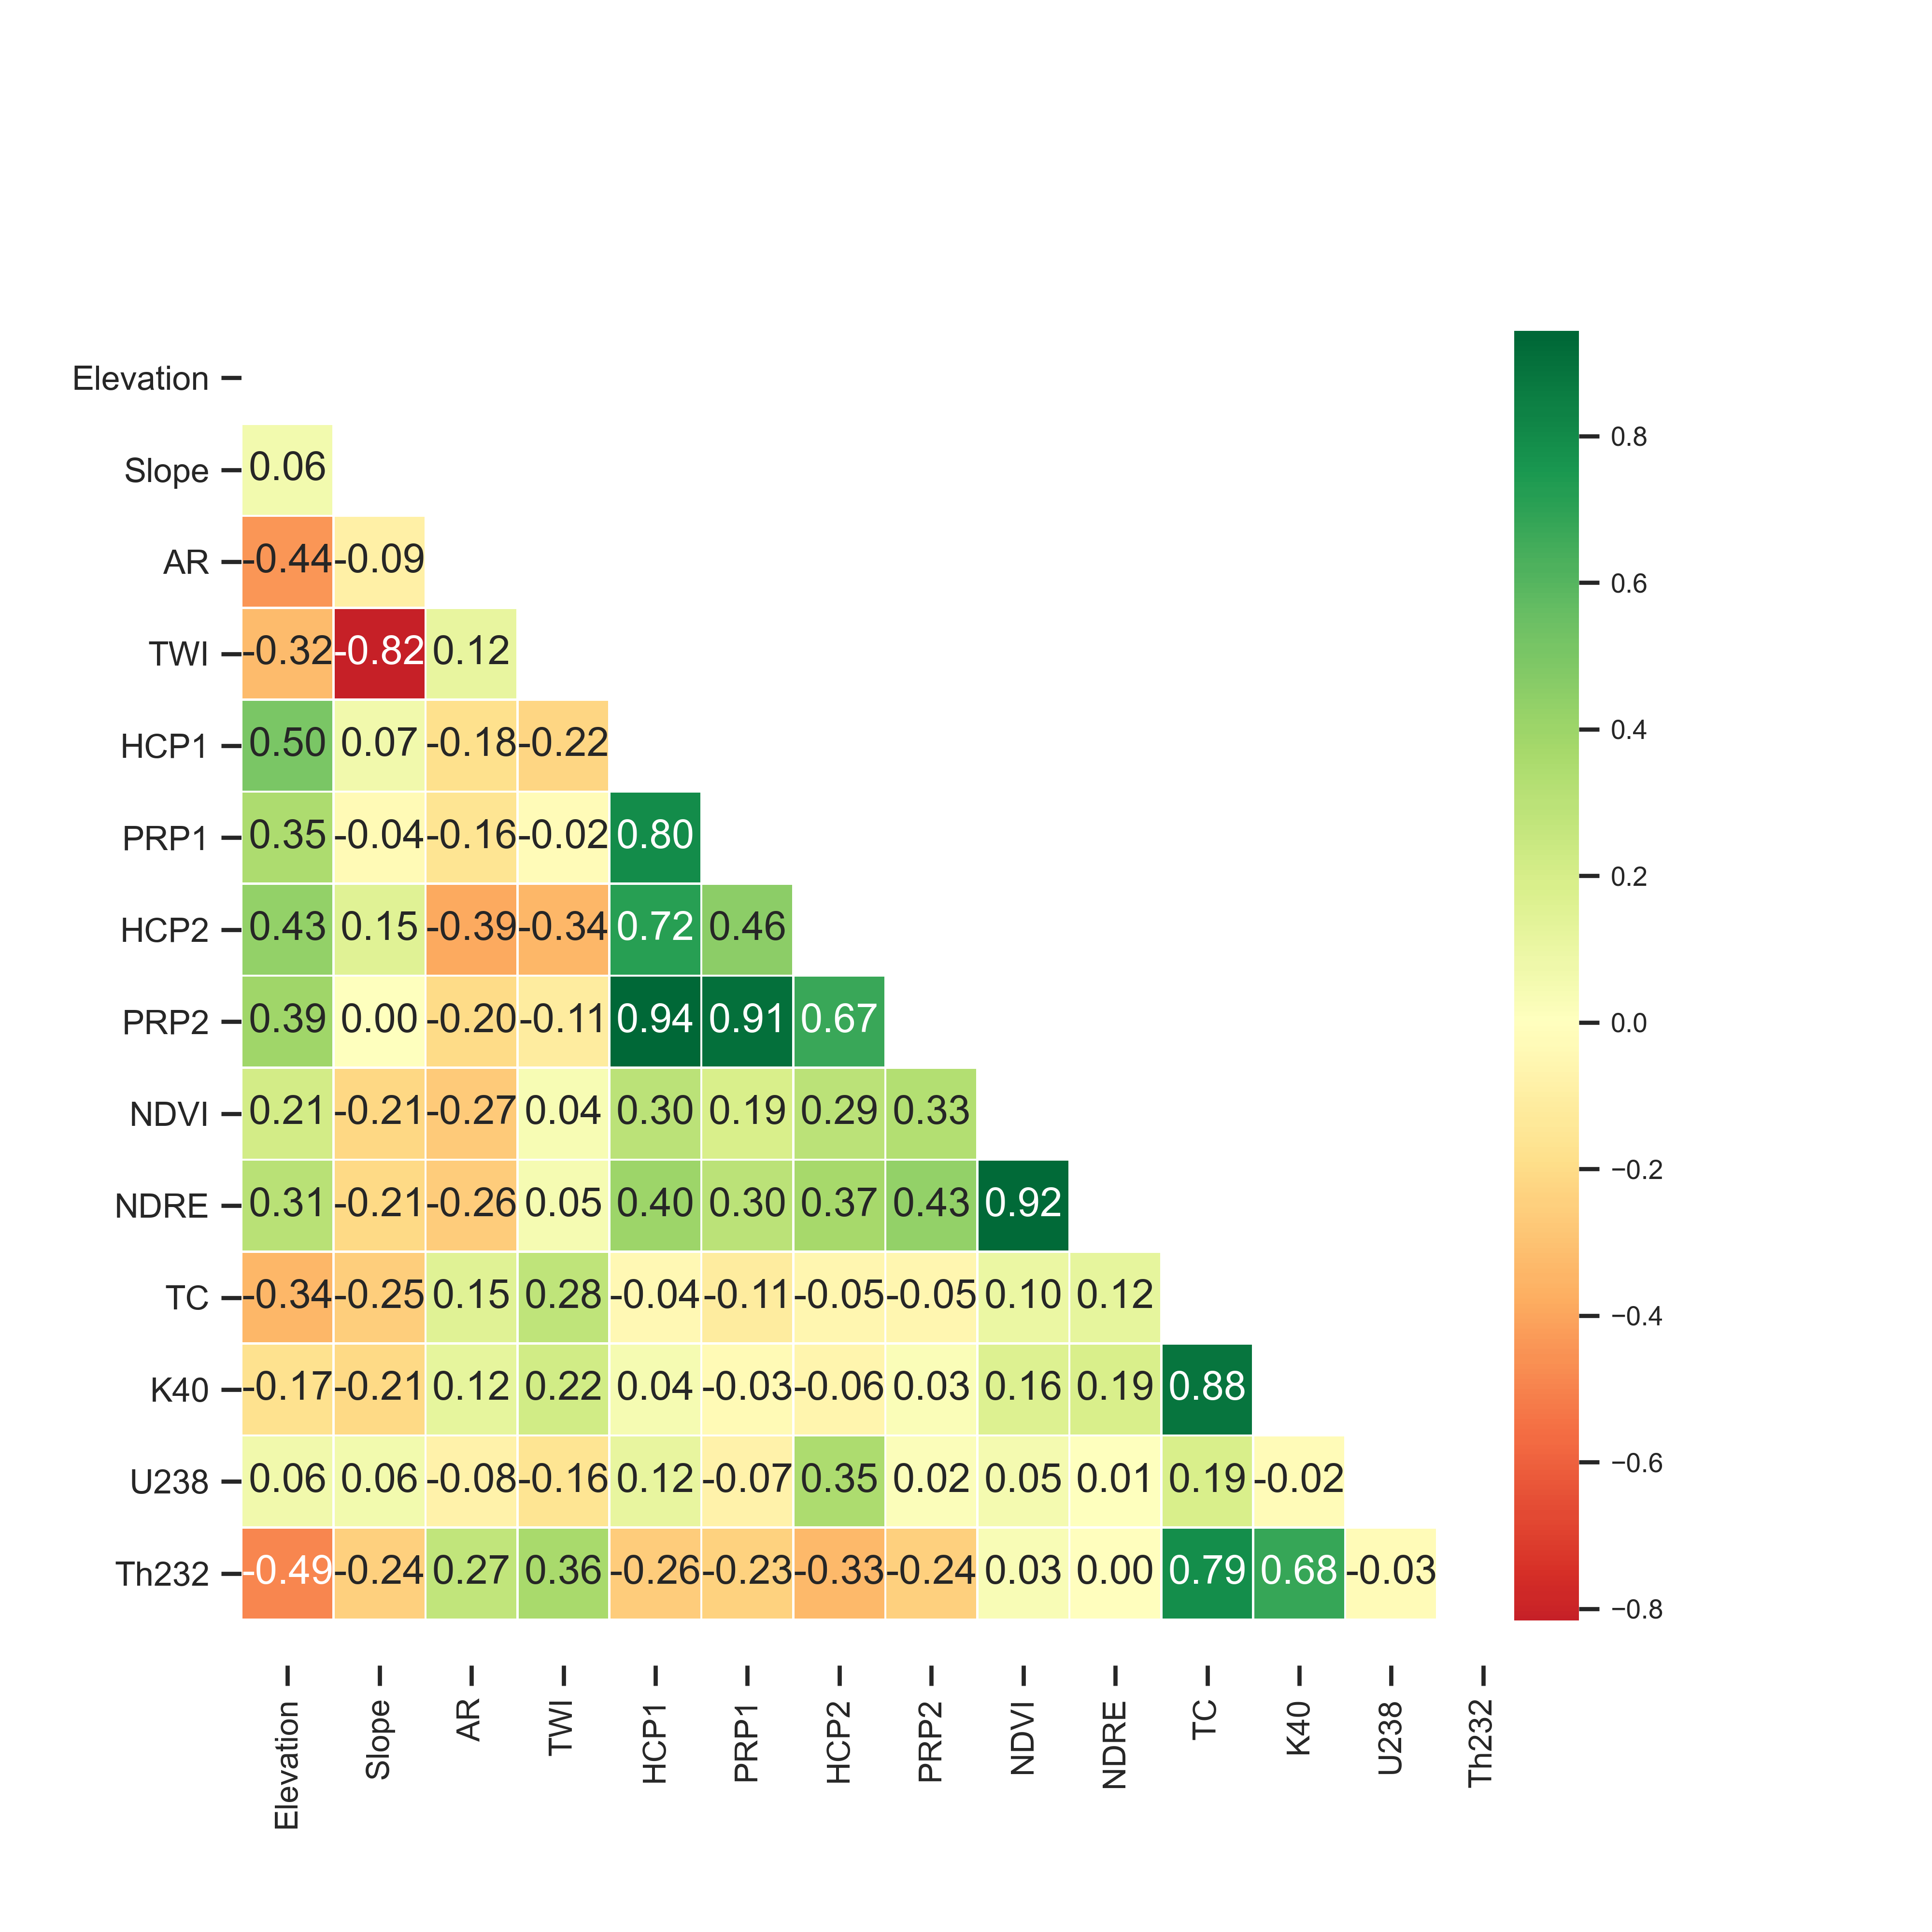 Elevation
Slope 0.06
AR -0.44 -0.09
TWI -0.32 -0.82 0.12
HCP1 0.50 0.07 -0.18 -0.22
PRP1 0.35 -0.04 -0.16 -0.02 0.80
HCP2 0.43 0.15 -0.39 -0.34 0.72 0.46
PRP2 0.39 0.00 -0.20 -0.11 0.94 0.91 0.67
NDVI 0.21 -0.21 -0.27 0.04 0.30 0.19 0.29 0.33
NDRE 0.31 -0.21 -0.26 0.05 0.40 0.30 0.37 0.43 0.92
TC -0.34 -0.25 0.15 0.28 -0.04 -0.11 -0.05 -0.05 0.10 0.12
K40 -0.17 -0.21 0.12 0.22 0.04 -0.03 -0.06 0.03 0.16 0.19 0.88
U238 0.06 0.06 -0.08 -0.16 0.12 -0.07 0.35 0.02 0.05 0.01 0.19 -0.02
Th232 -0.49 -0.24 0.27 0.36 -0.26 -0.23 -0.33 -0.24 0.03 0.00 0.79 0.68 -0.03
Elevation
Slope
AR
TWI
HCP1
PRP1
HCP2
PRP2
NDVI
NDRE
TC
K40
U238
Th232
0.8
0.6
0.4
0.2
0.0
−0.2
−0.4
−0.6
−0.8